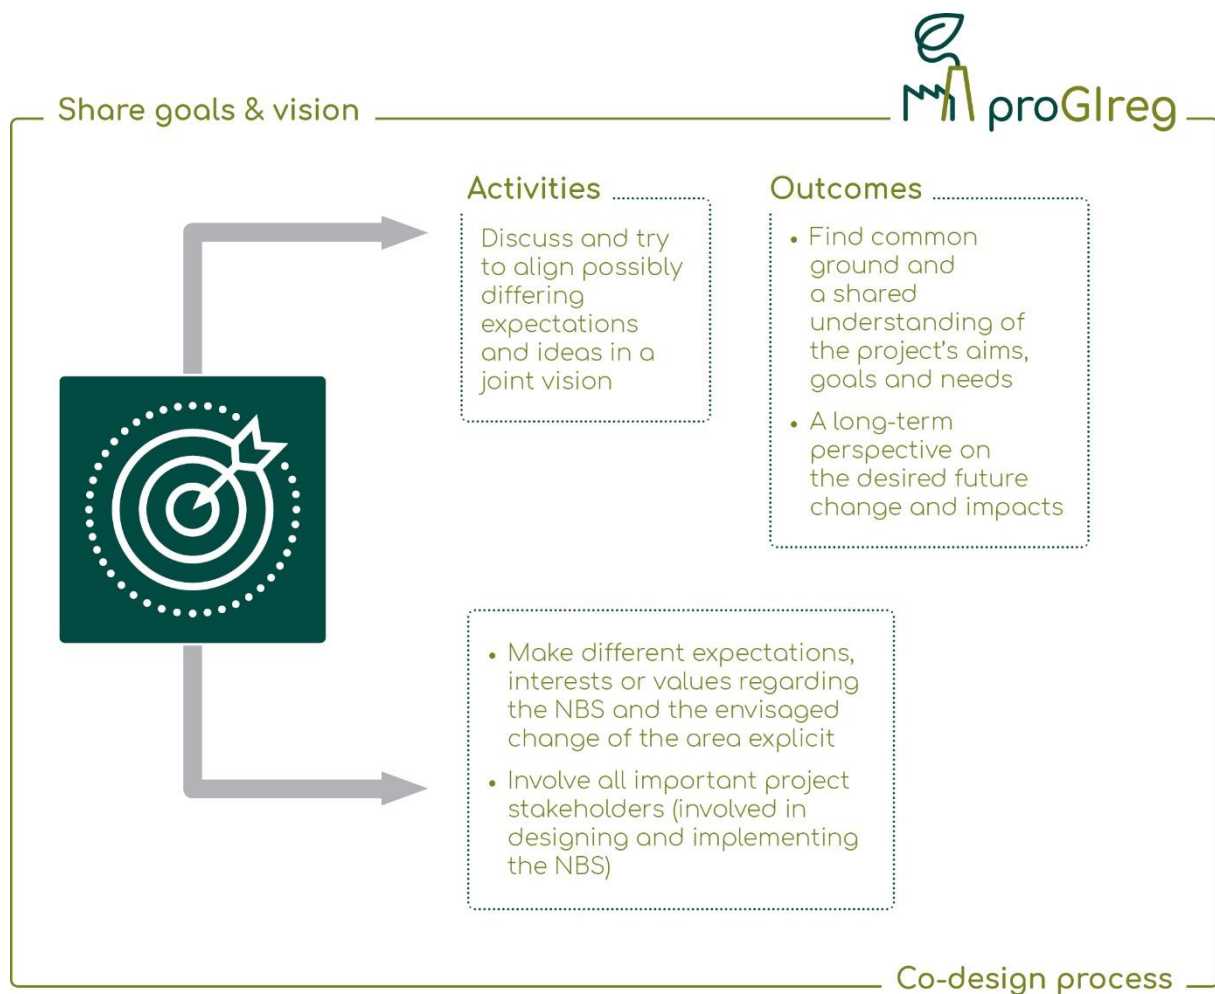 proGIreg
Share goals & vision
Activities
Discuss and try
to align possibly
differing
expectations
and ideas in a
joint vision
Outcomes
• Find common
ground and
a shared
understanding of
the project's aims,
goals and needs
• A long-term
perspective on
the desired future
change and impacts
• Make different expectations,
interests or values regarding
the NBS and the envisaged
change of the area explicit
• Involve all important project
stakeholders (involved in
designing and implementing
the NBS)
Co-design process